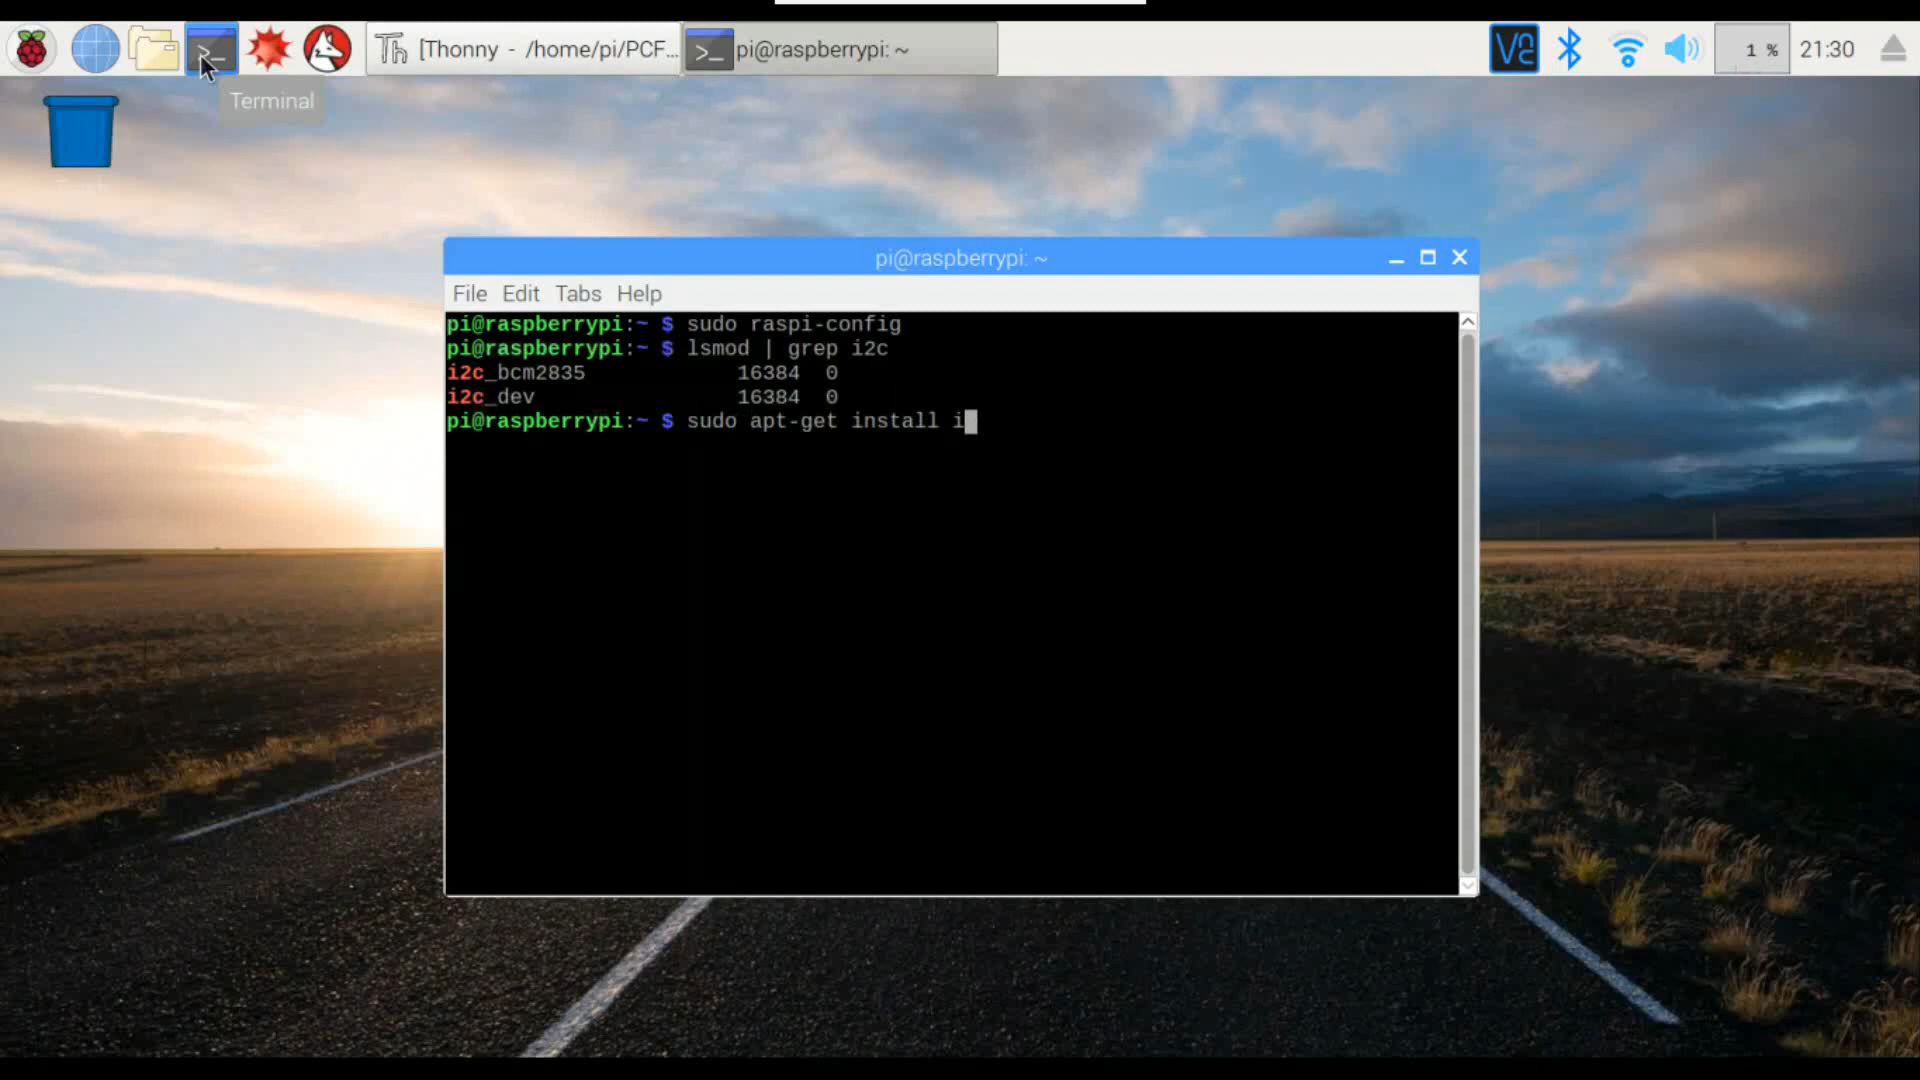 Th [Thonny - /home/pi/PCF... >_ pi@raspberrypi: ~ V2 1 % 21:30
Terminal
pi@raspberrypi: ~
File Edit Tabs Help
pi@raspberrypi:~ $ sudo raspi-config
pi@raspberrypi:~ $ lsmod | grep i2c
i2c_bcm2835 16384 0
i2c_dev 16384 0
pi@raspberrypi:~ $ sudo apt-get install i